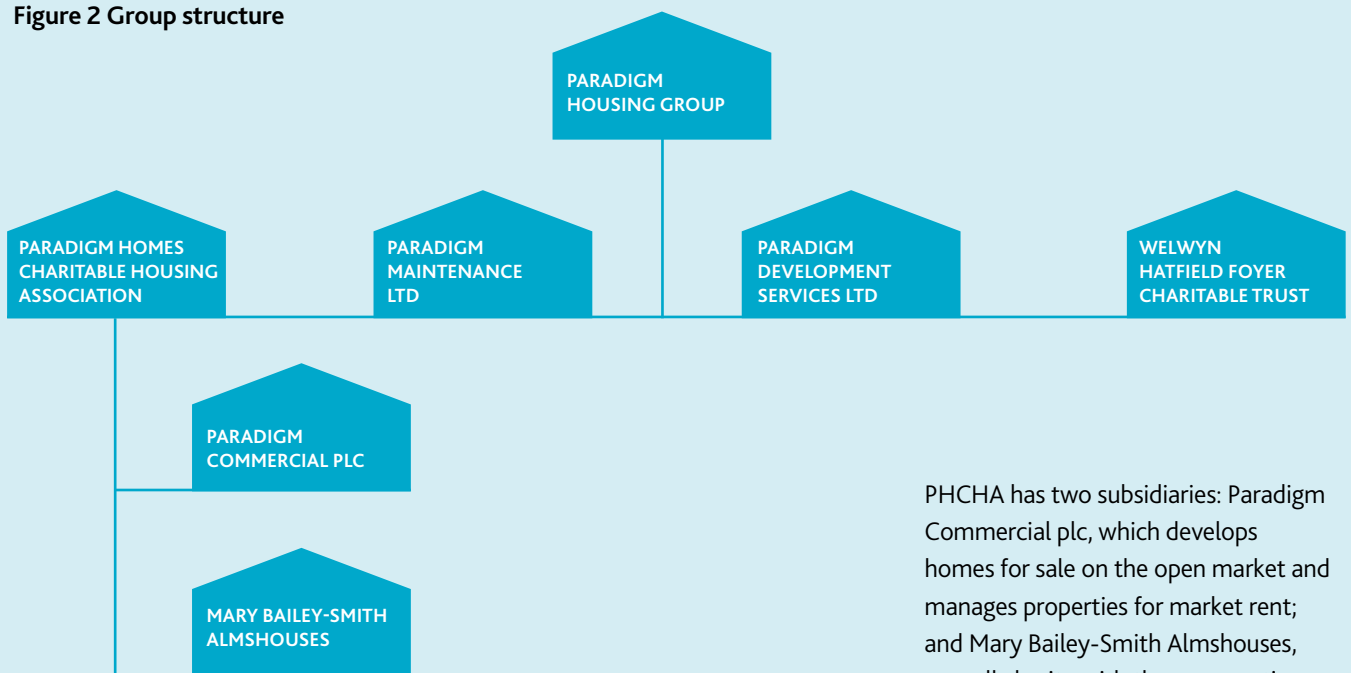 Figure 2 Group structure
PARADIGM
HOUSING GROUP
PARADIGM HOMES
CHARITABLE HOUSING
ASSOCIATION
PARADIGM
MAINTENANCE
LTD
PARADIGM
DEVELOPMENT
SERVICES LTD
WELWYN
HATFIELD FOYER
CHARITABLE TRUST
PARADIGM
COMMERCIAL PLC
MARY BAILEY-SMITH
ALMSHOUSES
PHCHA has two subsidiaries: Paradigm
Commercial plc, which develops
homes for sale on the open market and
manages properties for market rent;
and Mary Bailey-Smith Almshouses,